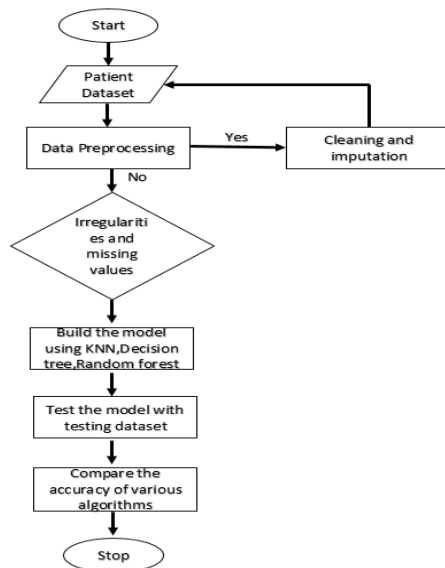 Start
Patient
Dataset
Data Preprocessing
Yes
Cleaning and
imputation
No
Irregulariti
es and
missing
values
Build the model
using KNN,Decision
tree,Random forest
Test the model with
testing dataset
Compare the
accuracy of various
algorithms
Stop